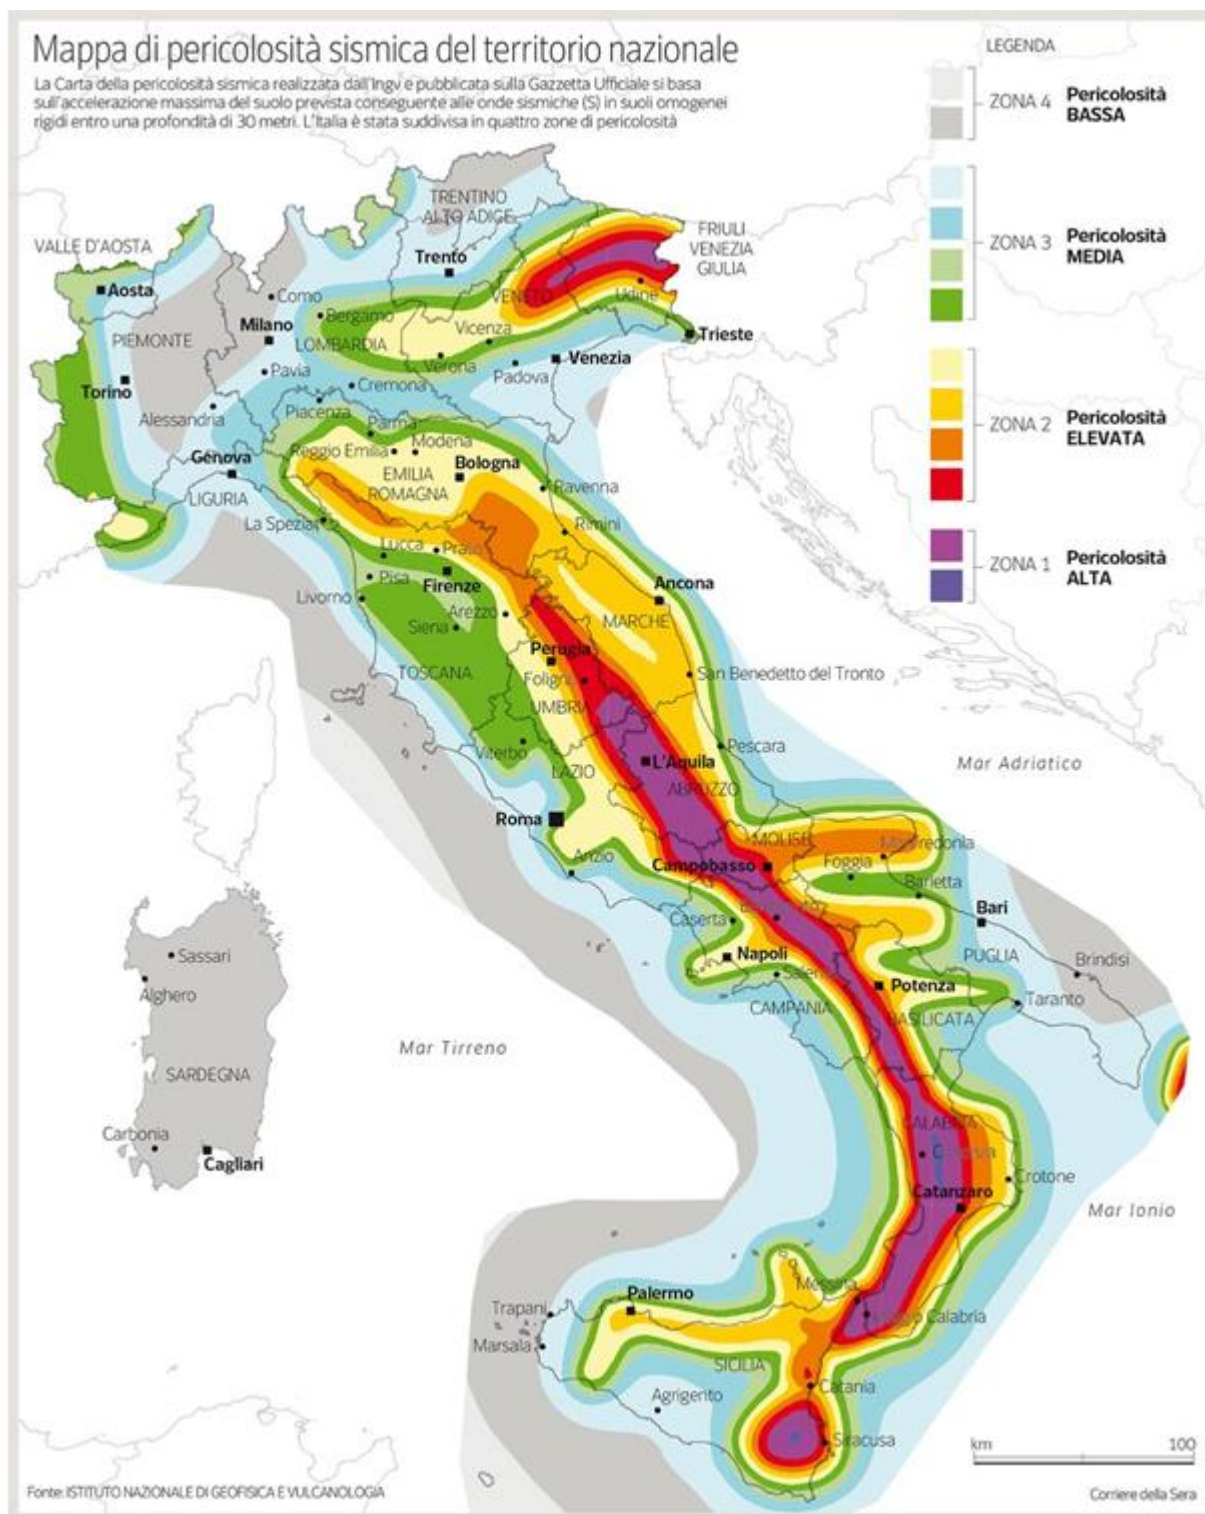 Mappa di pericolosità sismica del territorio nazionale
La Carta della pericolosità sismica realizzata dall'Ingv e pubblicata sulla Gazzetta Ufficiale si basa
sull'accelerazione massima del suolo prevista conseguente alle onde sismiche (S) in suoli omogenei
rigidi entro una profondità di 30 metri. L'Italia è stata suddivisa in quattro zone di pericolosità
LEGENDA
ZONA 4
Pericolosità
BASSA
ZONA 3
Pericolosità
MEDIA
ZONA 2
Pericolosità
ELEVATA
ZONA 1
Pericolosità
ALTA
TRENTINO
ALTO ADIGE
FRIULI
VENEZIA
GIULIA
VALLE D'AOSTA
Trento
Aosta
Como
VENETO
Udine
Bergamo
Milano
Vicenza
Trieste
PIEMONTE
LOMBARDIA
Verona
Venezia
Padova
Pavia
Torino
Cremona
Alessandria
Piacenza
Parma
Modena
Reggio Emilia
Genova
Bologna
EMILIA
ROMAGNA
LIGURIA
Ravenna
La Spezia
Rimini
Lucca
Prato
Pisa
Firenze
Ancona
Livorno
Arezzo
MARCHE
Siena
Perugia
TOSCANA
Foligno
San Benedetto del Tronto
UMBRIA
Viterbo
Pescara
L'Aquila
LAZIO
ABRUZZO
Mar Adriatico
Roma
MOLISE
Manfredonia
Anzio
Campobasso
Foggia
Barletta
Bari
Caserta
Napoli
PUGLIA
Brindisi
Sassari
Alghero
Potenza
CAMPANIA
BASILICATA
Taranto
Mar Tirreno
SARDEGNA
CALABRIA
Carbonia
Cagliari
Crotone
Catanzaro
Mar Ionio
Messina
Palermo
Reggio Calabria
Trapani
Marsala
SICILIA
Catania
Agrigento
Siracusa
km
100
Fonte: ISTITUTO NAZIONALE DI GEOFISICA E VULCANOLOGIA
Corriere della Sera